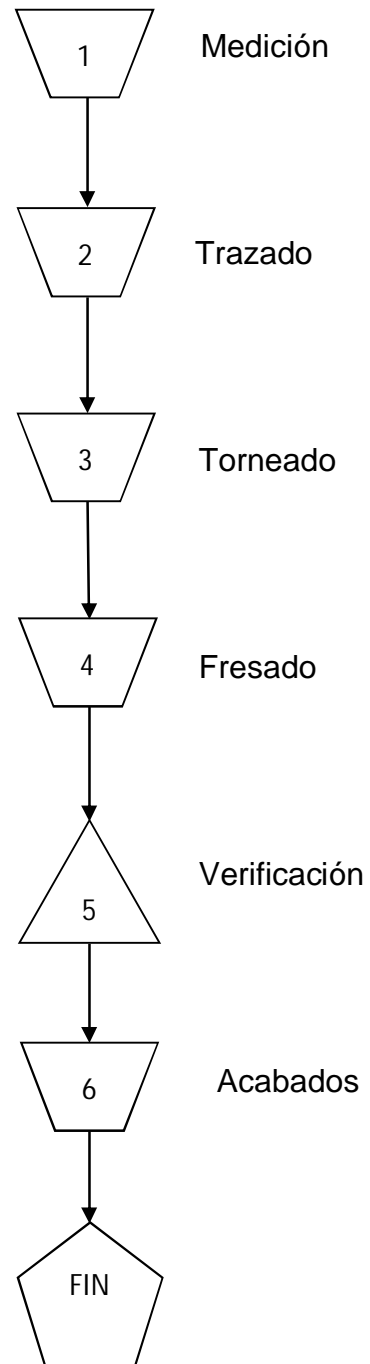 1 Medición
2 Trazado
3 Torneado
4 Fresado
Verificación
5
6 Acabados
FIN